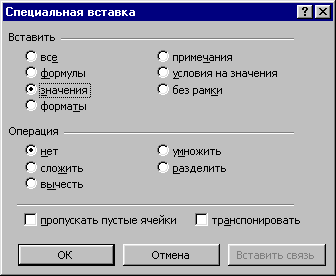 Специальная вставка
Вставить
все
примечания
формулы
условия на значения
значения
без рамки
форматы
Операция
нет
умножить
сложить
разделить
вычесть
пропускать пустые ячейки
транспонировать
ОК
Отмена
Вставить связь